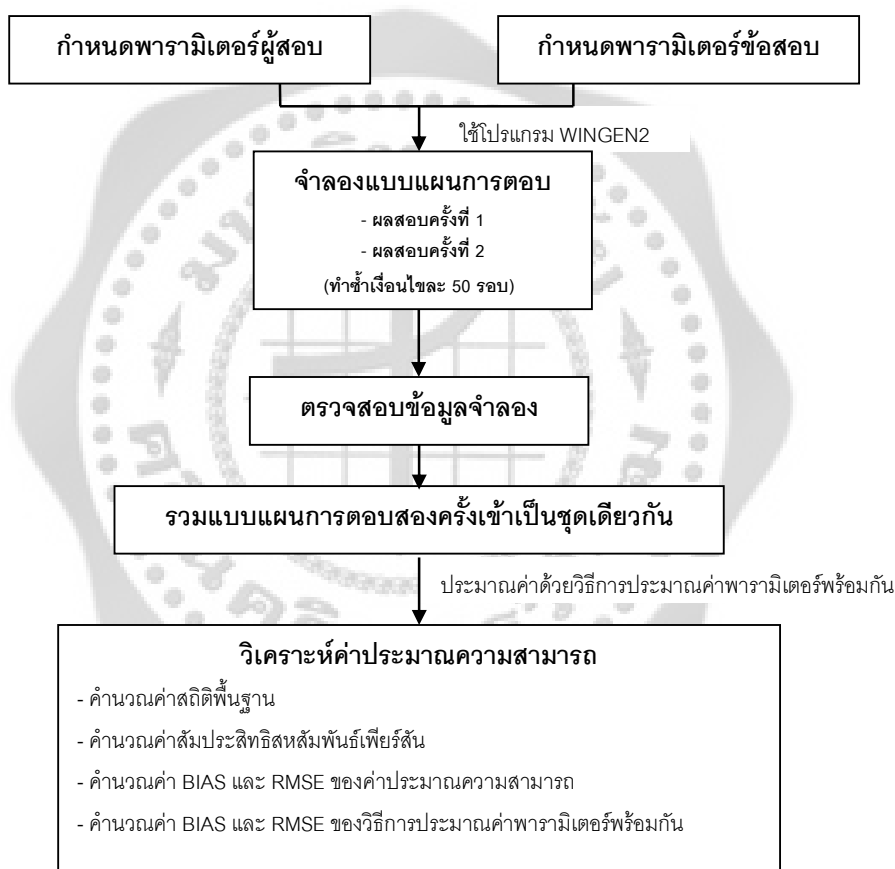 กำหนดพารามิเตอร์ผู้สอบ
กำหนดพารามิเตอร์ข้อสอบ
ใช้โปรแกรม WINGEN2
จำลองแบบแผนการตอบ
- ผลสอบครั้งที่ 1
- ผลสอบครั้งที่ 2
(ทำซ้ำเงื่อนไขละ 50 รอบ)
ตรวจสอบข้อมูลจำลอง
รวมแบบแผนการตอบสองครั้งเข้าเป็นชุดเดียวกัน
ประมาณค่าด้วยวิธีการประมาณค่าพารามิเตอร์พร้อมกัน
วิเคราะห์ค่าประมาณความสามารถ
- คำนวณค่าสถิติพื้นฐาน
- คำนวณค่าสัมประสิทธิสหสัมพันธ์เพียร์สัน
- คำนวณค่า BIAS และ RMSE ของค่าประมาณความสามารถ
- คำนวณค่า BIAS และ RMSE ของวิธีการประมาณค่าพารามิเตอร์พร้อมกัน